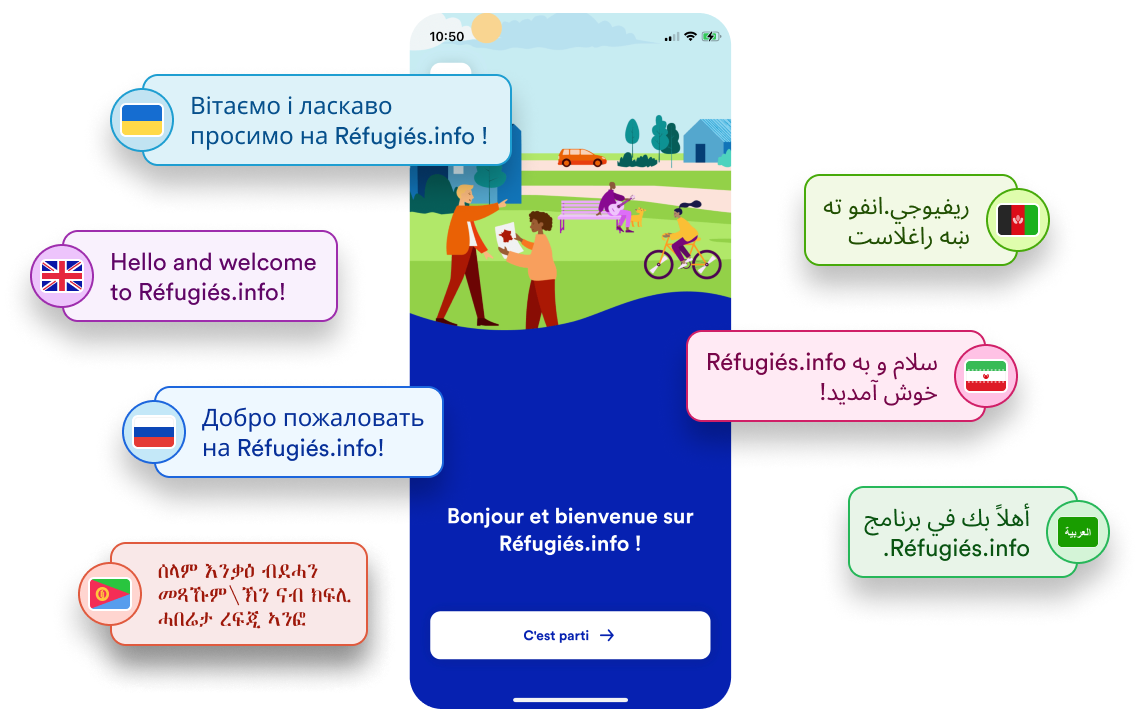 10:50
Вітаємо і ласкаво
просимо на Réfugiés.info !
Hello and welcome
to Réfugiés.info!
Добро пожаловать
на Réfugiés.info!
ሰላም እንቃዕ ብደሓን
መጻኹም\ኽን ናብ ክፍሊ
ሓበሬታ ረፍጂ ኣንፎ
ريفيوجي.انفو ته
ښه راغلاست
سلام و به Réfugiés.info
خوش آمدید!
أهلاً بك في برنامج
Réfugiés.info.
العربية
Bonjour et bienvenue sur
Réfugiés.info !
C'est parti →